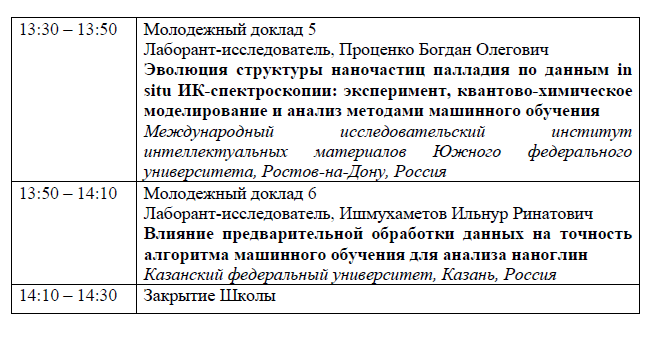 13:30 – 13:50
Молодежный доклад 5
Лаборант-исследователь, Проценко Богдан Олегович
Эволюция структуры наночастиц палладия по данным in
situ ИК-спектроскопии: эксперимент, квантово-химическое
моделирование и анализ методами машинного обучения
Международный исследовательский институт
интеллектуальных материалов Южного федерального
университета, Ростов-на-Дону, Россия
13:50 – 14:10
Молодежный доклад 6
Лаборант-исследователь, Ишмухаметов Ильнур Ринатович
Влияние предварительной обработки данных на точность
алгоритма машинного обучения для анализа наноглин
Казанский федеральный университет, Казань, Россия
14:10 – 14:30
Закрытие Школы